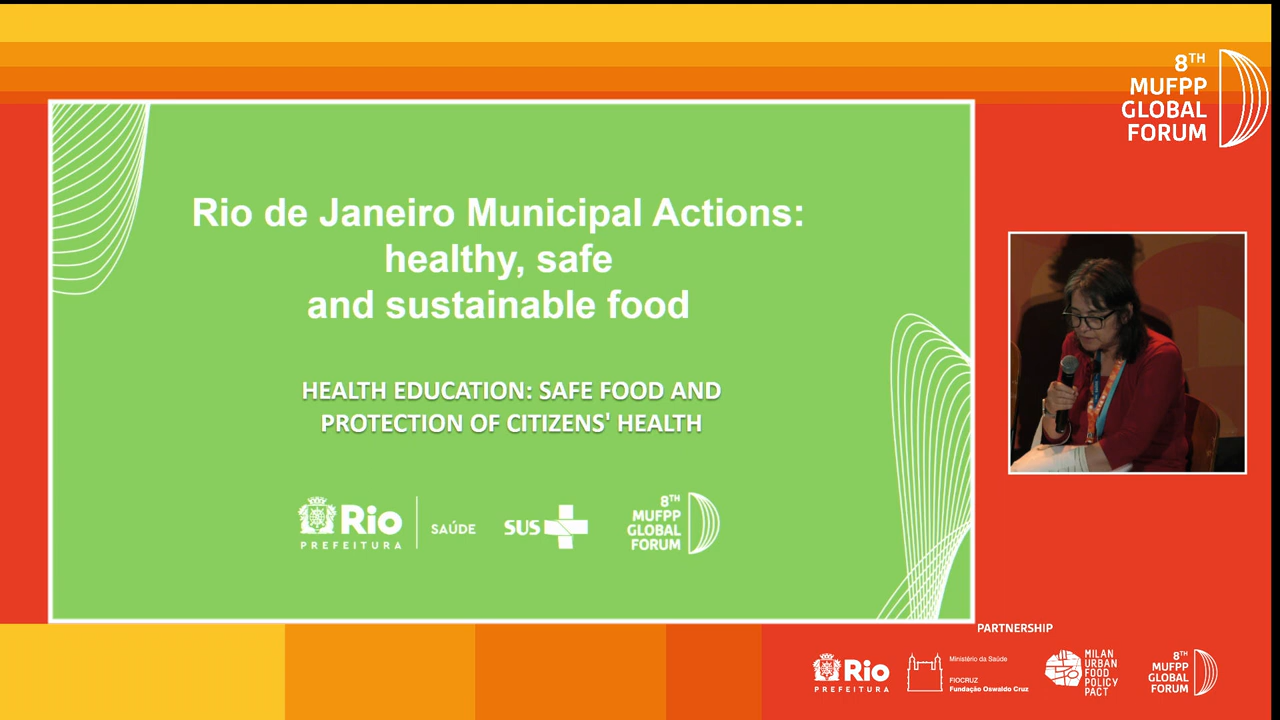 8TH
MUFPP
GLOBAL
FORUM
Rio de Janeiro Municipal Actions:
healthy, safe
and sustainable food
HEALTH EDUCATION: SAFE FOOD AND
PROTECTION OF CITIZENS' HEALTH
Rio
PREFEITURA
SAÚDE
SUS
8TH
MUFPP
GLOBAL
FORUM
PARTNERSHIP
Rio
PREFEITURA
Ministério da Saúde
FIOCRUZ
Fundação Oswaldo Cruz
MILAN
URBAN
FOOD
POLICY
PACT
8TH
MUFPP
GLOBAL
FORUM